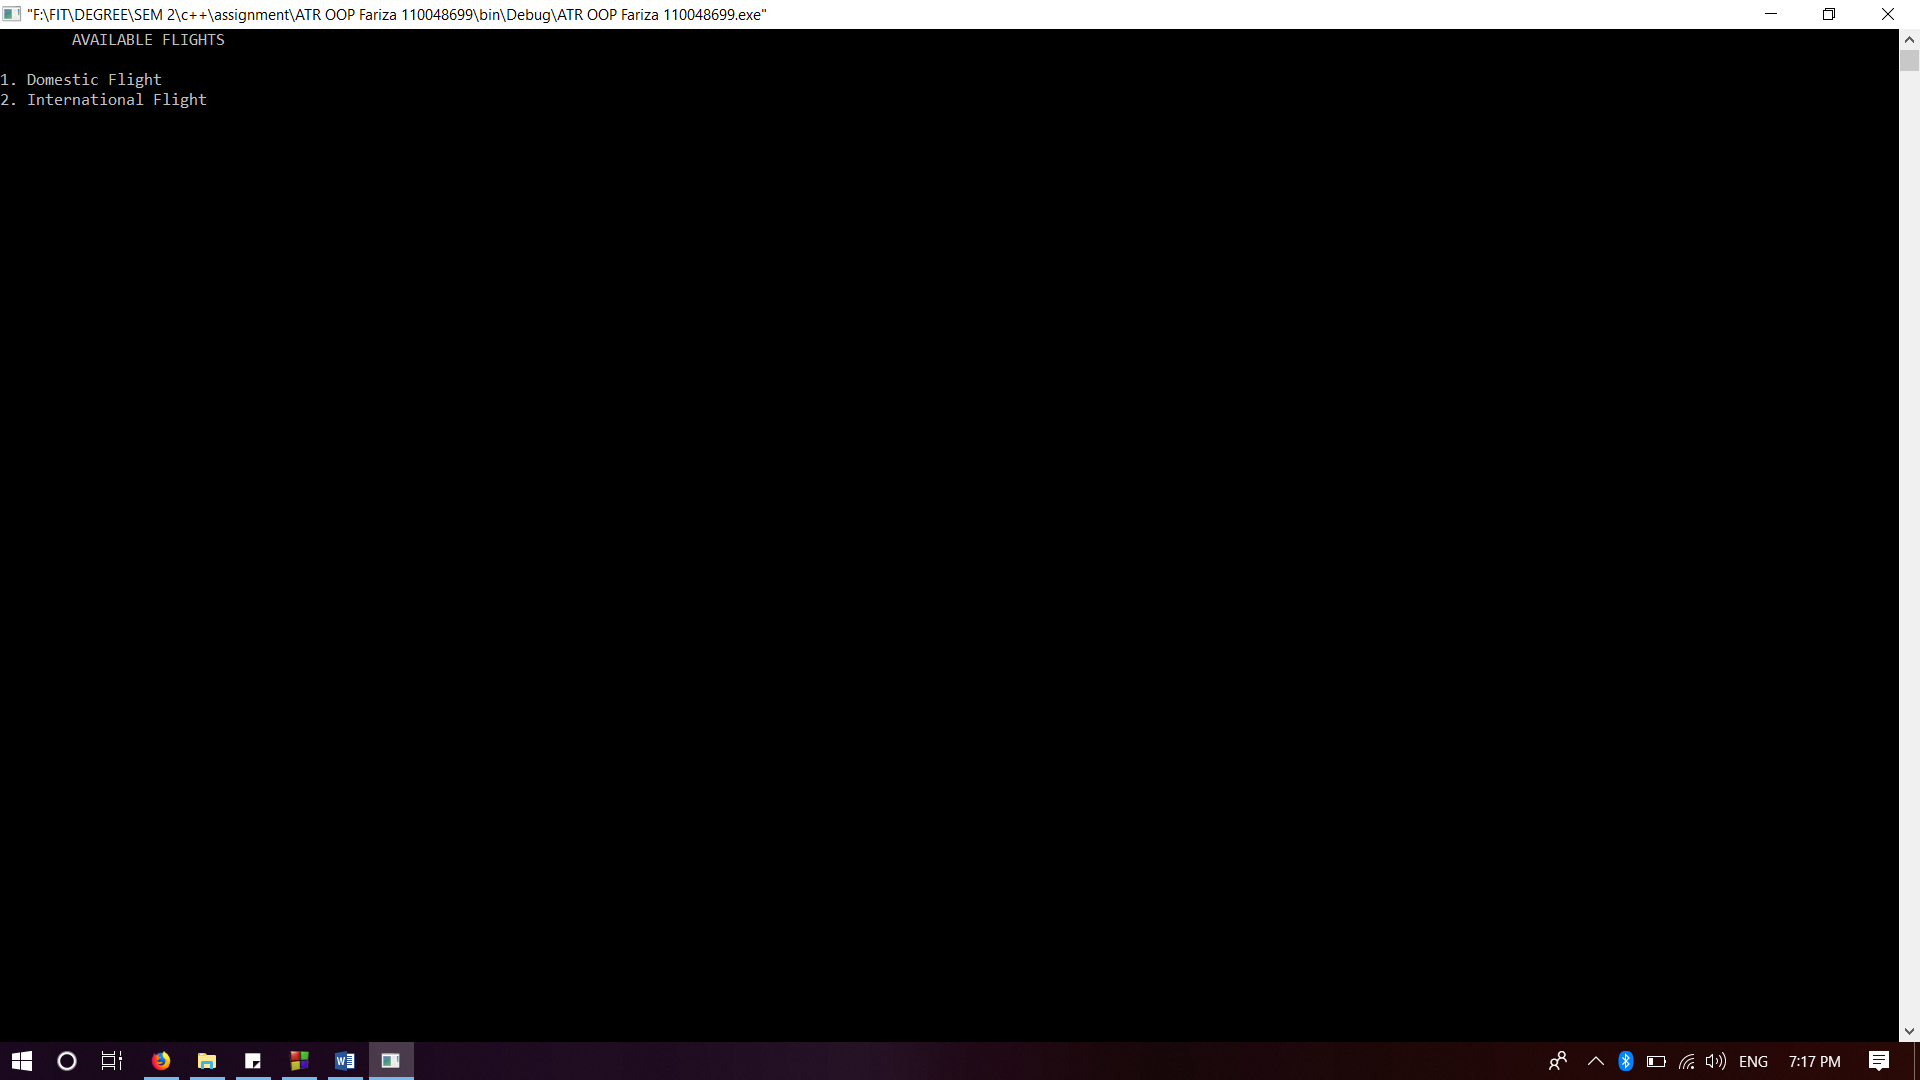 "F:\FIT\DEGREE\SEM 2\c++\assignment\ATR OOP Fariza 110048699\bin\Debug\ATR OOP Fariza 110048699.exe"
AVAILABLE FLIGHTS
1. Domestic Flight
2. International Flight
ENG 7:17 PM